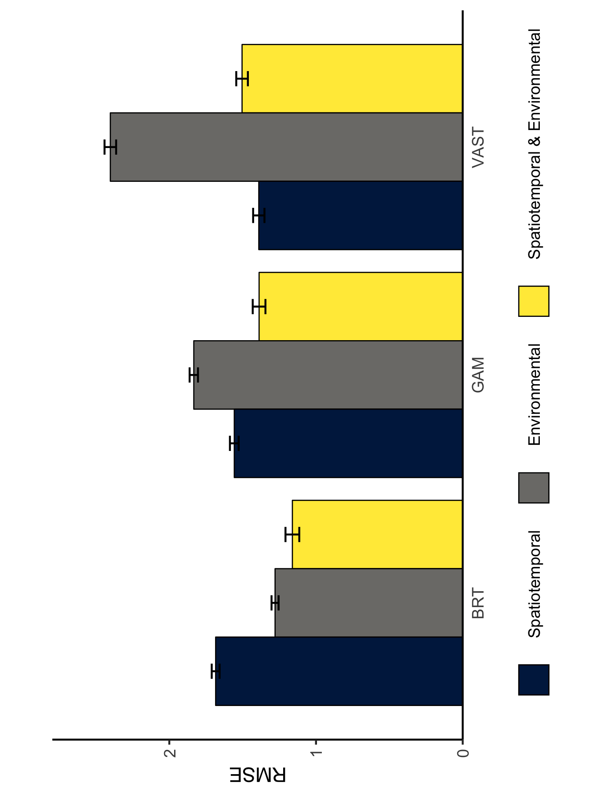 RMSE
2
1
0
BRT GAM VAST
Spatiotemporal Environmental Spatiotemporal & Environmental